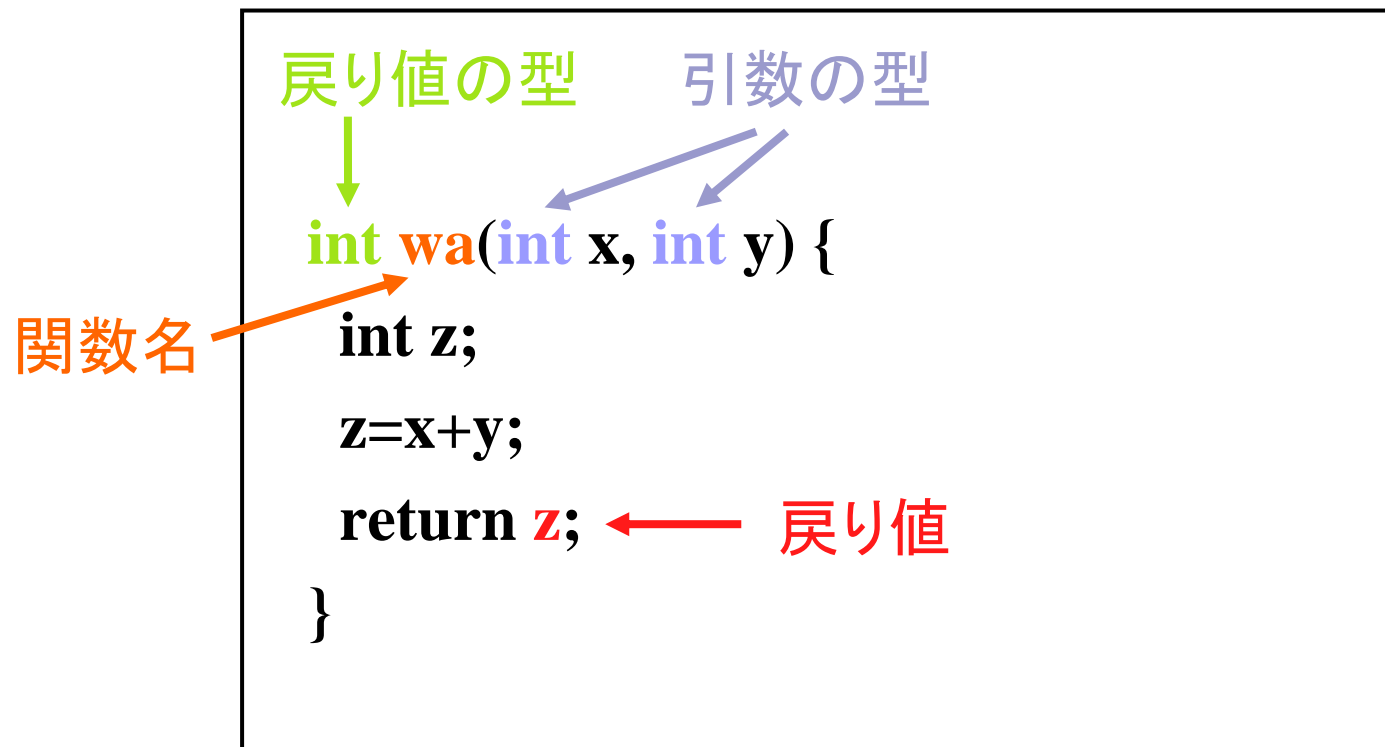 戻り値の型 引数の型
int wa(int x, int y) {
関数名
int z;
z=x+y;
return z; 戻り値
}